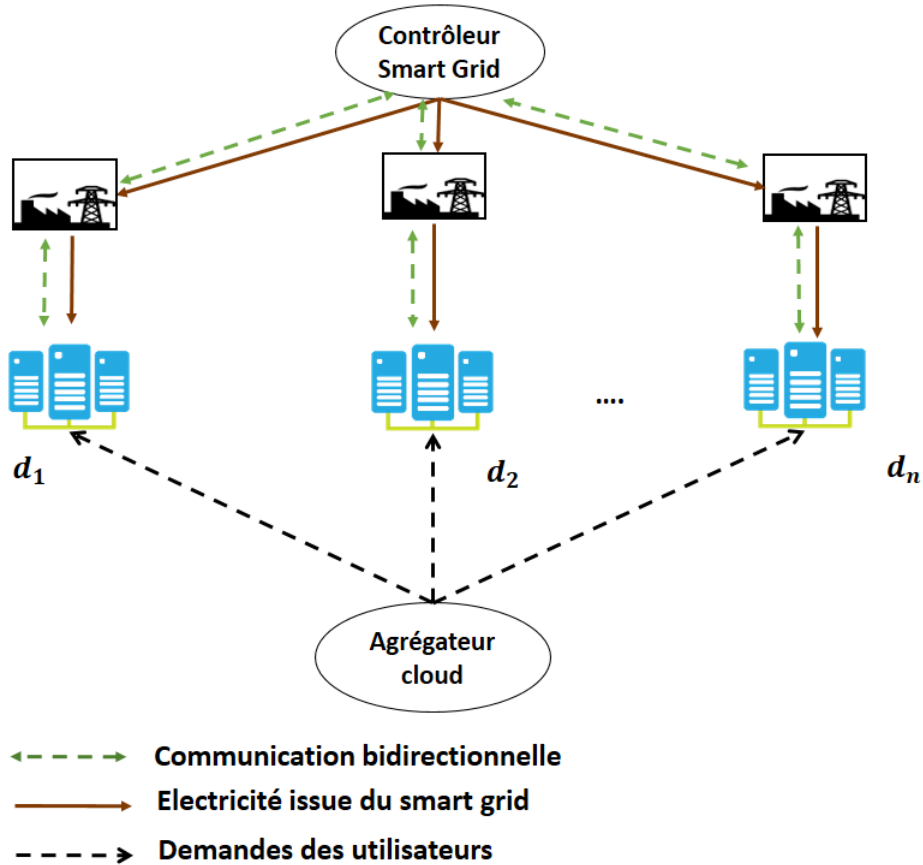 Contrôleur
Smart Grid
....
d₁
d₂
dₙ
Agrégateur
cloud
Communication bidirectionnelle
Electricité issue du smart grid
Demandes des utilisateurs